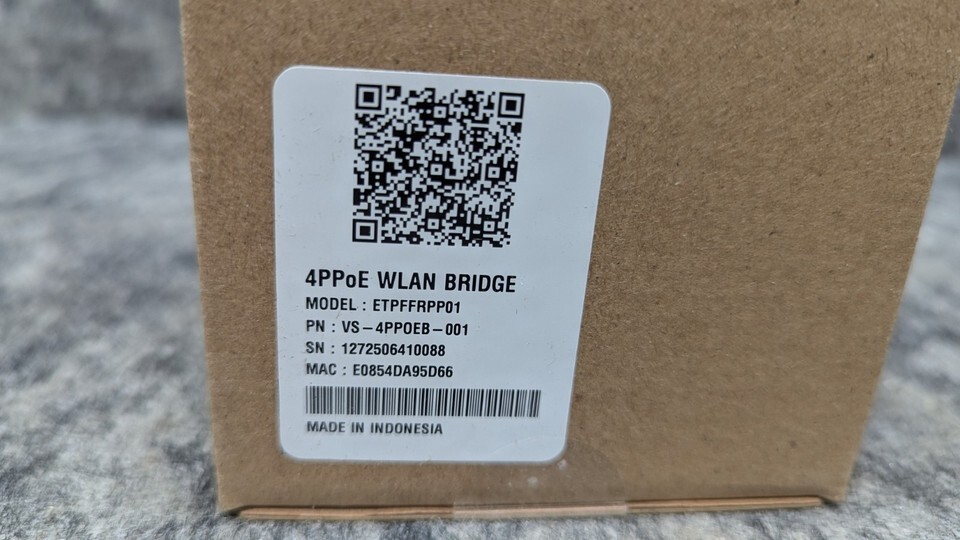 4PPoE WLAN BRIDGE
MODEL : ETPFFRPP01
PN : VS-4PPOEB-001
SN : 1272506410088
MAC : E0854DA95D66
MADE IN INDONESIA